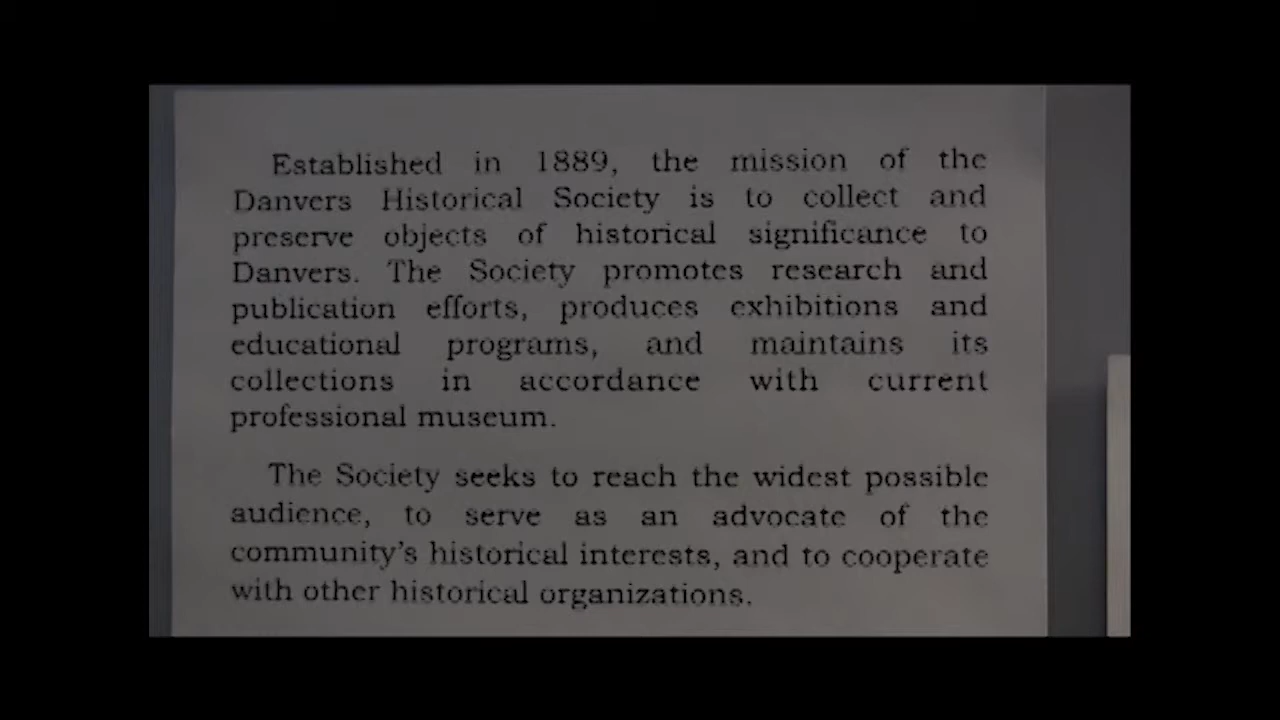 Established in 1889, the mission of the
Danvers Historical Society is to collect and
preserve objects of historical significance to
Danvers. The Society promotes research and
publication efforts, produces exhibitions and
educational programs, and maintains its
collections in accordance with current
professional museum.
The Society seeks to reach the widest possible
audience, to serve as an advocate of the
community's historical interests, and to cooperate
with other historical organizations.